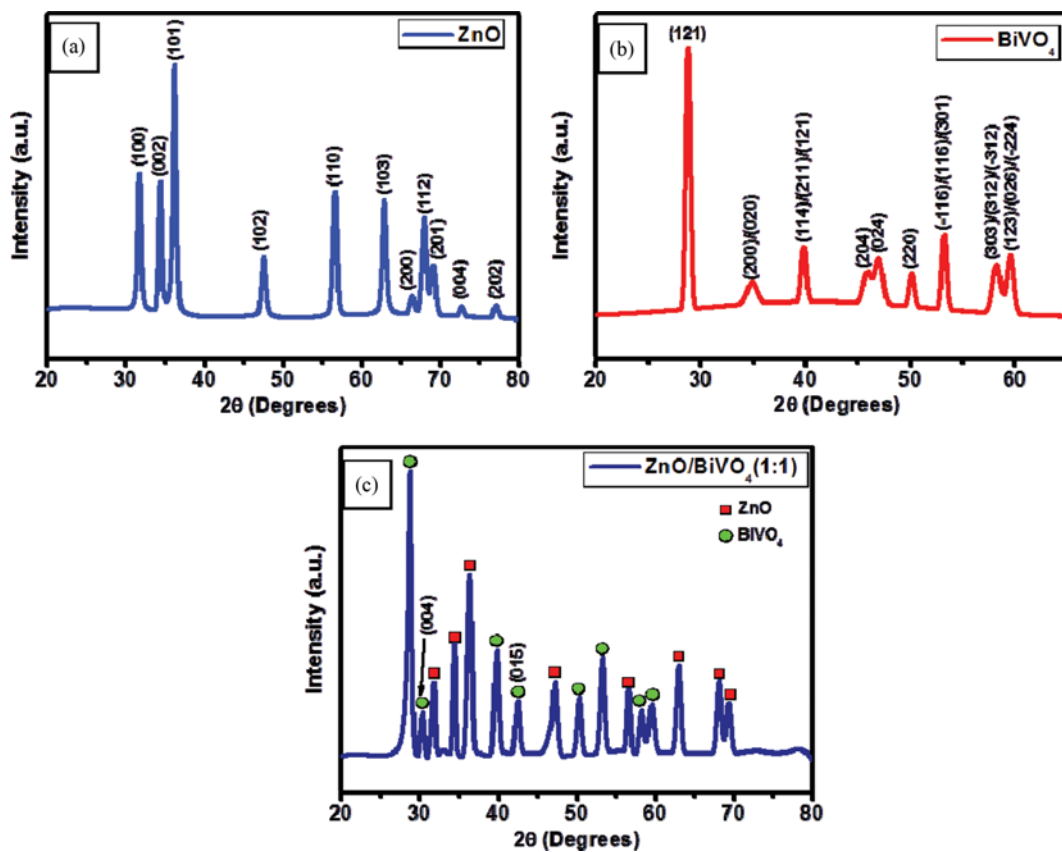 (a)
ZnO
(100)
(002)
(101)
(102)
(110)
(103)
(200)
(112)
(201)
(004)
(202)
Intensity (a.u.)
20 30 40 50 60 70 80
2θ (Degrees)
(b)
BiVO4
(121)
(200)/(020)
(114)/(211)/(121)
(204)
(024)
(220)
(-116)/(116)/(301)
(303)/(312)/(-312)
(123)/(026)/(-224)
Intensity (a.u.)
20 30 40 50 60
2θ (Degrees)
(c)
ZnO/BiVO4(1:1)
ZnO
BiVO4
(004)
(015)
Intensity (a.u.)
20 30 40 50 60 70 80
2θ (Degrees)